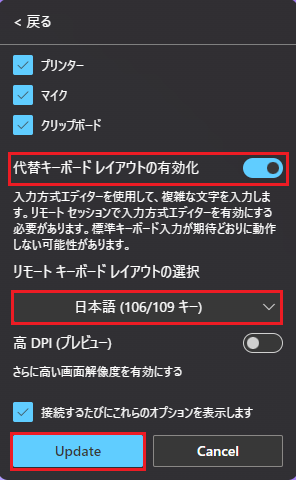 < 戻る
プリンター
マイク
クリップボード
代替キーボード レイアウトの有効化
入力方式エディターを使用して、複雑な文字を入力しま
す。リモート セッションで入力方式エディターを有効にする
必要があります。標準キーボード入力が期待どおりに動作
しない可能性があります。
リモート キーボード レイアウトの選択
日本語 (106/109 キー)
高 DPI (プレビュー)
さらに高い画面解像度を有効にする
接続するたびにこれらのオプションを表示します
Update
Cancel